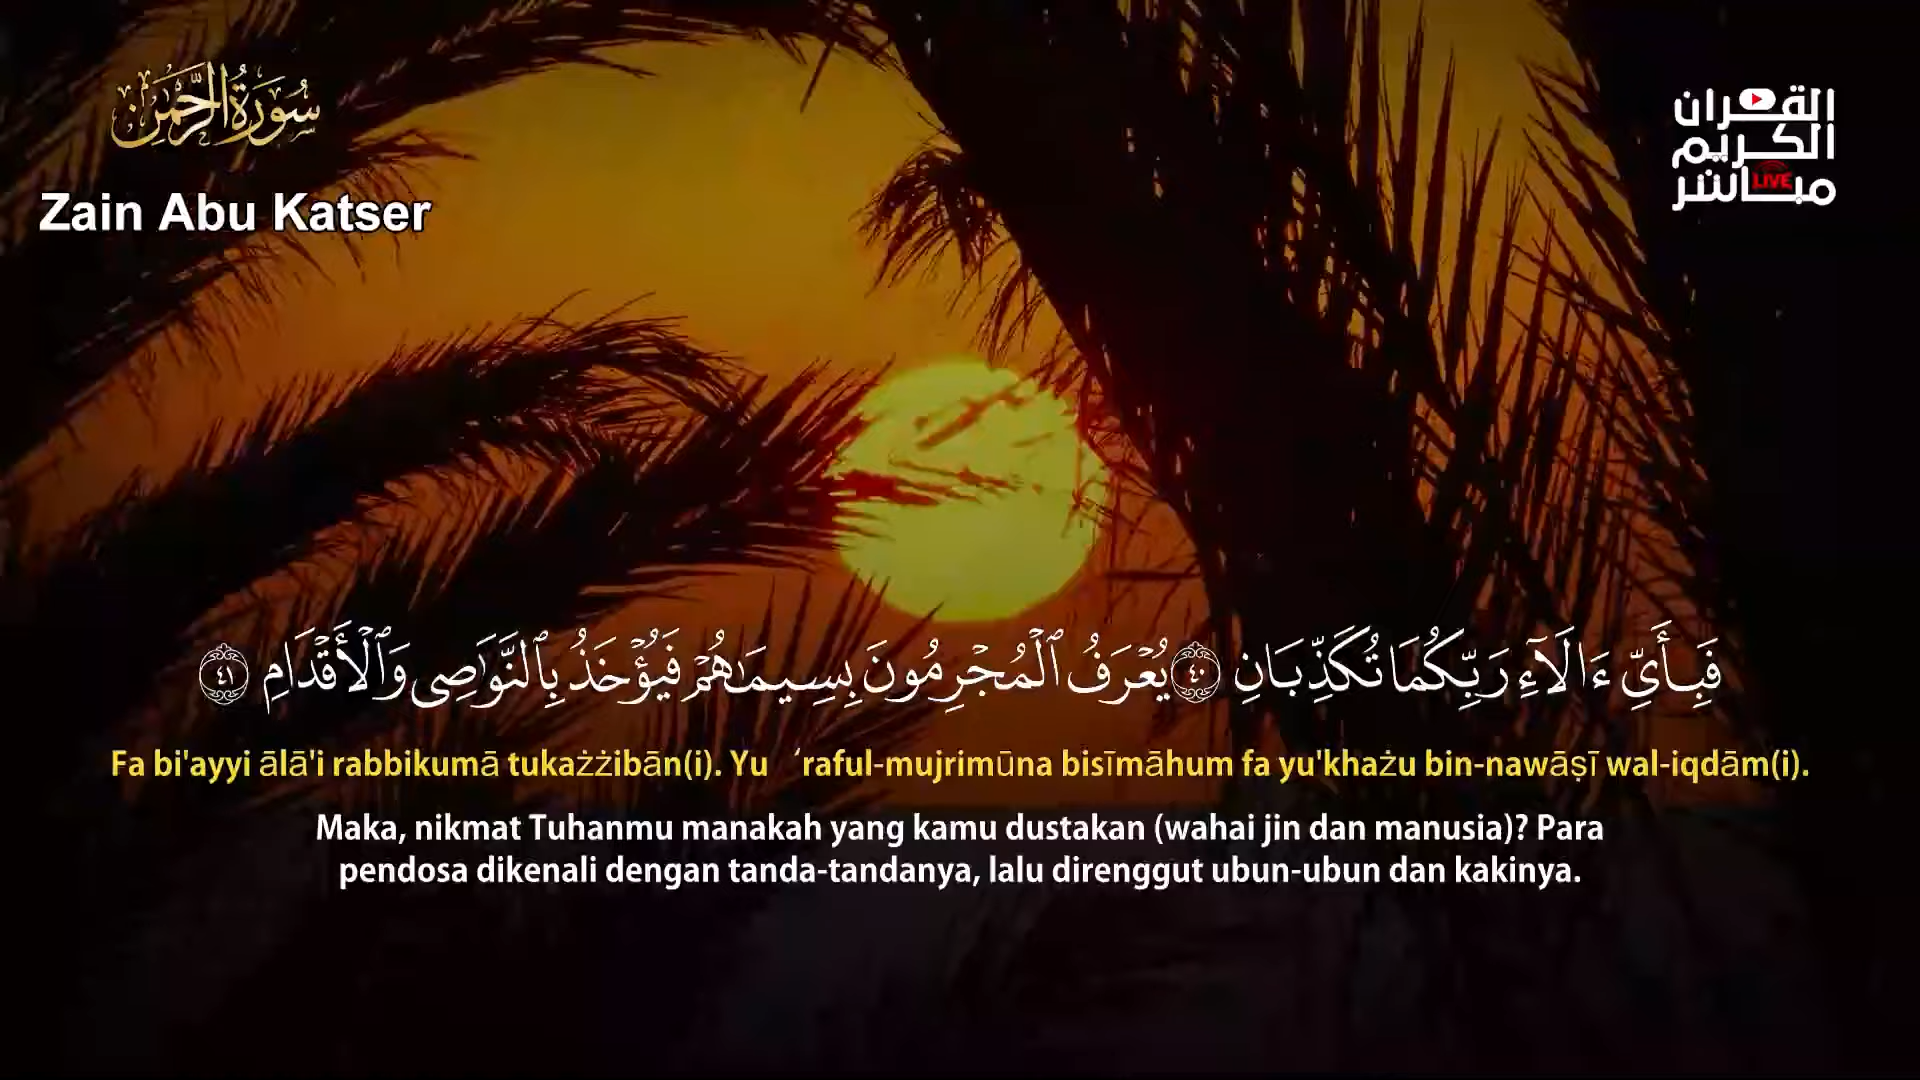 سُورَةُ الرَّحْمَٰن
Zain Abu Katser
القران
الكريم
مباشر
LIVE
فَبِأَيِّ ءَالَآءِ رَبِّكُمَا تُكَذِّبَانِ ٤٠ يُعْرَفُ ٱلْمُجْرِمُونَ بِسِيمَـٰهُمْ فَيُؤْخَذُ بِٱلنَّوَٰصِى وَٱلْأَقْدَامِ ٤١
Fa bi'ayyi ālā'i rabbikumā tukażżibān(i). Yu ‘raful-mujrimūna bisīmāhum fa yu'khażu bin-nawāṣī wal-iqdām(i).
Maka, nikmat Tuhanmu manakah yang kamu dustakan (wahai jin dan manusia)? Para
pendosa dikenali dengan tanda-tandanya, lalu direnggut ubun-ubun dan kakinya.